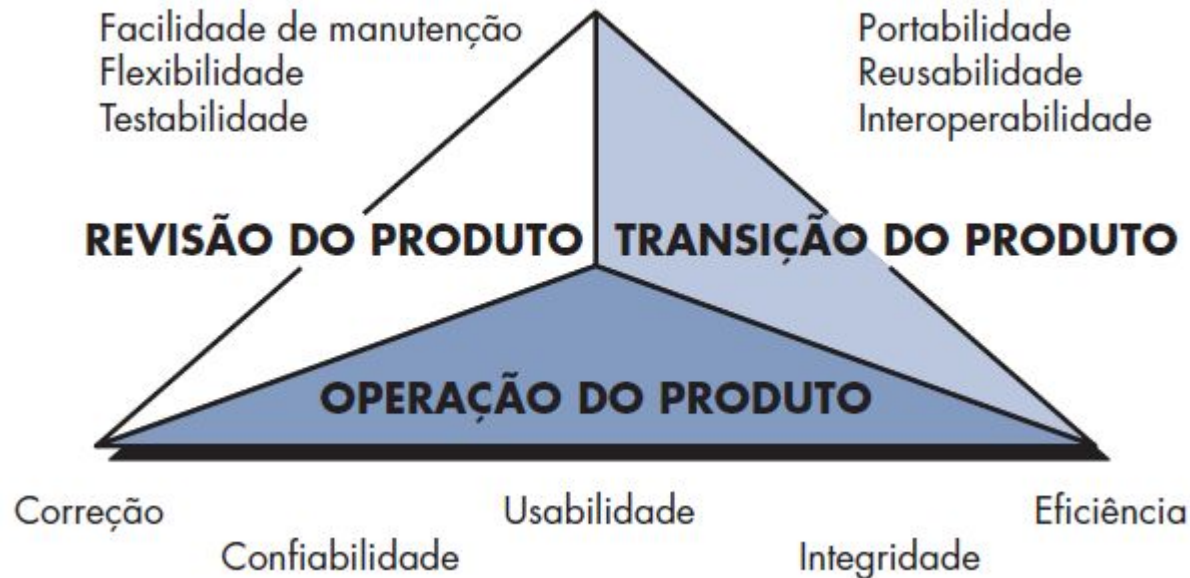 Facilidade de manutenção
Flexibilidade
Testabilidade
Portabilidade
Reusabilidade
Interoperabilidade
REVISÃO DO PRODUTO
TRANSIÇÃO DO PRODUTO
OPERAÇÃO DO PRODUTO
Correção
Usabilidade
Eficiência
Confiabilidade
Integridade